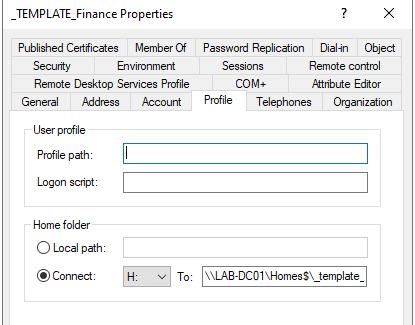 _TEMPLATE_Finance Properties ? ×
Published Certificates Member Of Password Replication Dial-in Object
Security Environment Sessions Remote control
Remote Desktop Services Profile COM+ Attribute Editor
General Address Account Profile Telephones Organization
User profile
Profile path:
Logon script:
Home folder
Local path:
Connect: H: To: \\LAB-DC01\Homes$\_template_